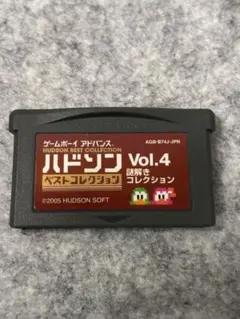 ゲームボーイ アドバンス
AGB-B74J-JPN
HUDSON BEST COLLECTION
ハドソン Vol.4
ベストコレクション
謎解き
コレクション
©2005 HUDSON SOFT